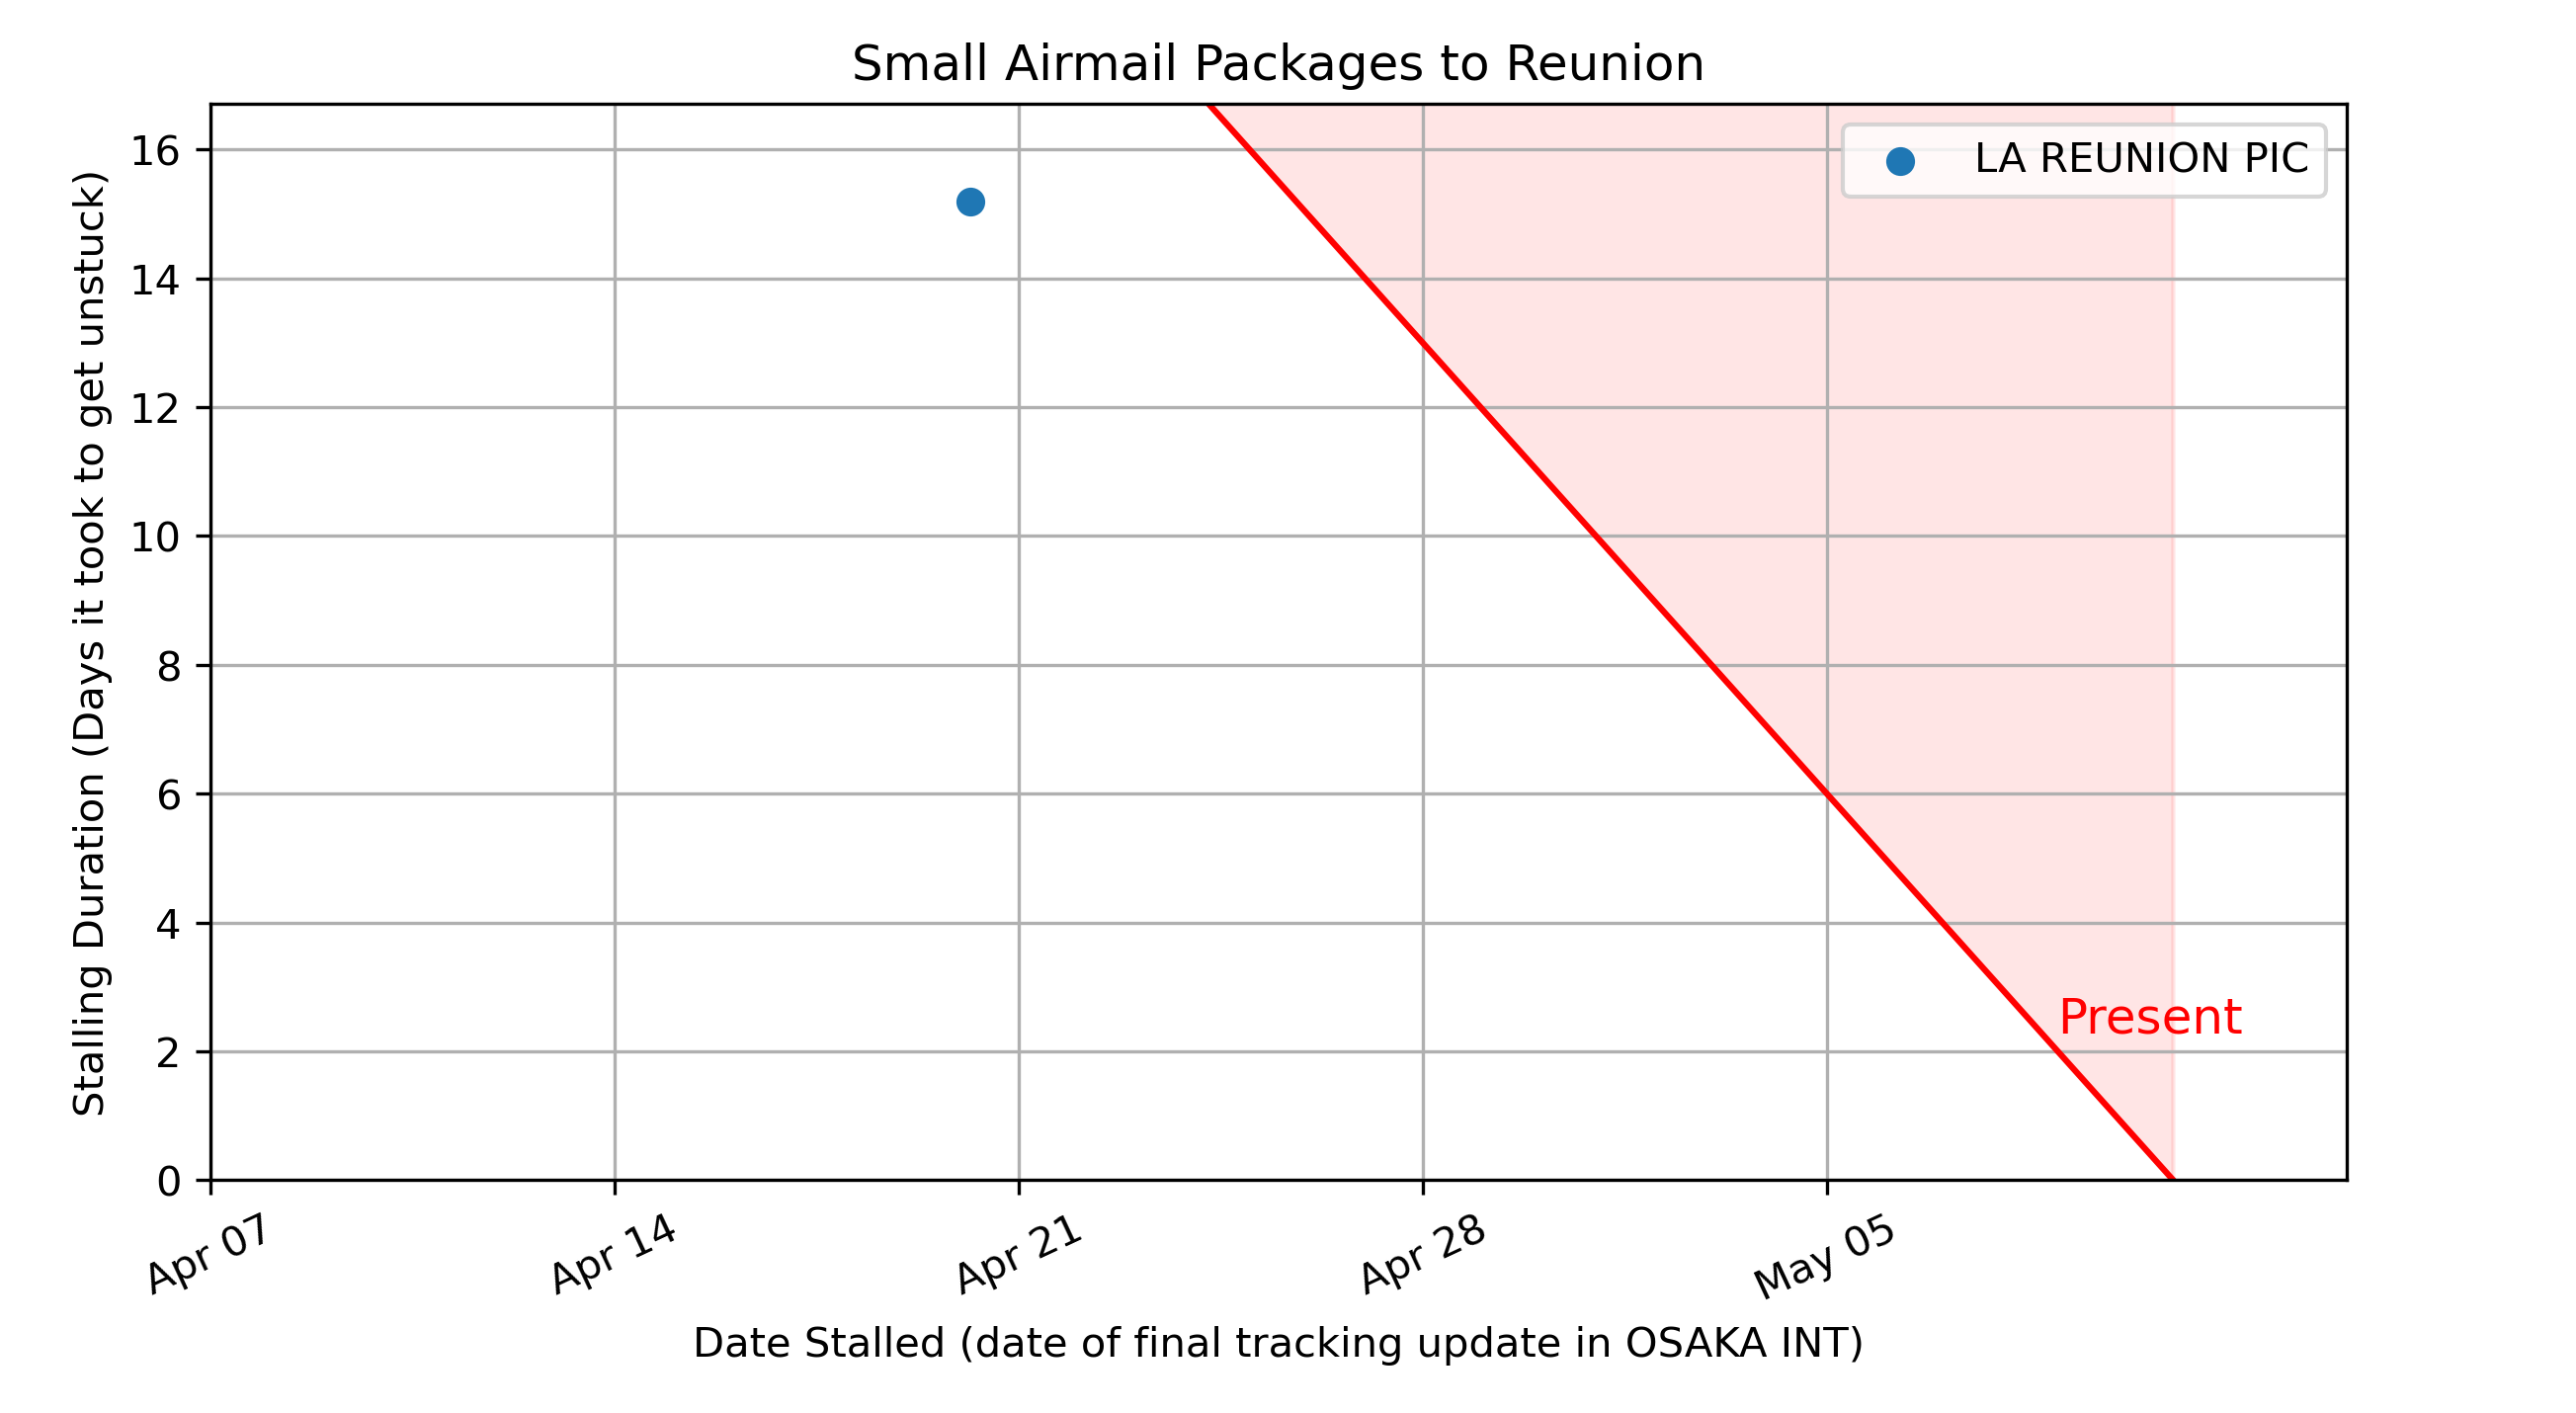 Small Airmail Packages to Reunion
LA REUNION PIC
Stalling Duration (Days it took to get unstuck)
16
14
12
10
8
6
4
2
0
Present
Apr 07
Apr 14
Apr 21
Apr 28
May 05
Date Stalled (date of final tracking update in OSAKA INT)